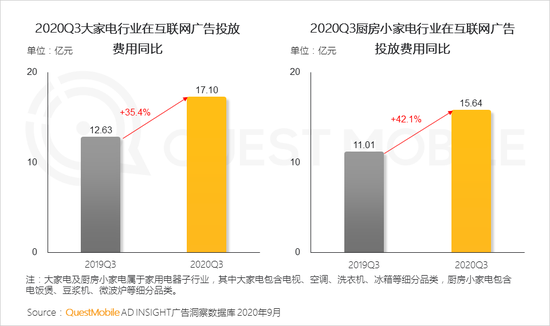 2020Q3大家电行业在互联网广告投放
费用同比
单位：亿元
20
17.10
+35.4%
12.63
10
0
2019Q3
2020Q3
2020Q3厨房小家电行业在互联网广告
投放费用同比
单位：亿元
20
15.64
+42.1%
11.01
10
0
2019Q3
2020Q3
QUEST MOBILE
注：大家电及厨房小家电属于家用电器子行业，其中大家电包含电视、空调、洗衣机、冰箱等细分品类，厨房小家电包含
电饭煲、豆浆机、微波炉等细分品类。
Source：QuestMobile AD INSIGHT广告洞察数据库 2020年9月